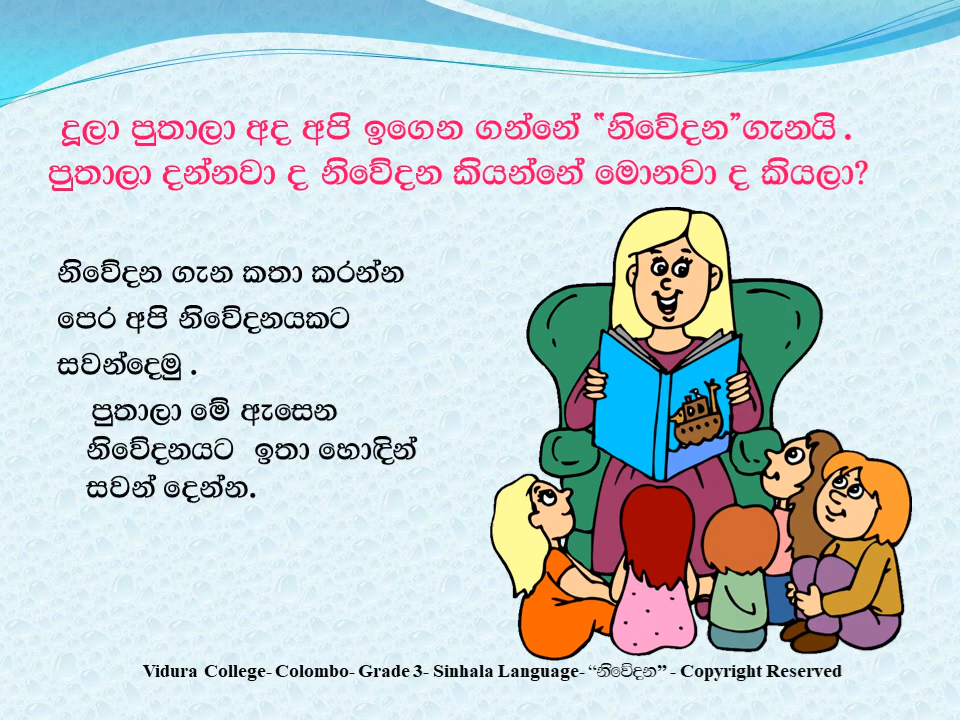 දූලා පුතාලා අද අපි ඉගෙන ගන්නේ “නිවේදන”ගැනයි .
පුතාලා දන්නවා ද නිවේදන කියන්නේ මොනවා ද කියලා?
නිවේදන ගැන කතා කරන්න
පෙර අපි නිවේදනයකට
සවන්දෙමු .
පුතාලා මේ ඇසෙන
නිවේදනයට ඉතා හොඳින්
සවන් දෙන්න.
Vidura College- Colombo- Grade 3- Sinhala Language- “නිවේදන” - Copyright Reserved